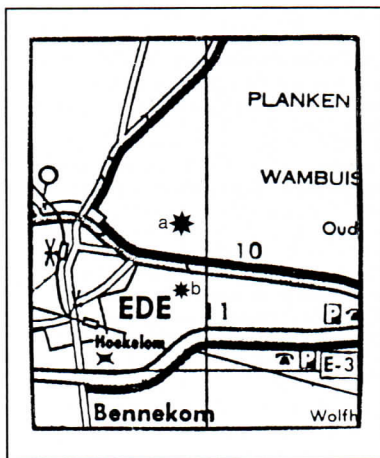 PLANKEN
WAMBUIS
a
Oud
10
b
EDE
11
P
Hoekelom
P
E-3
Bennekom
Wolfh